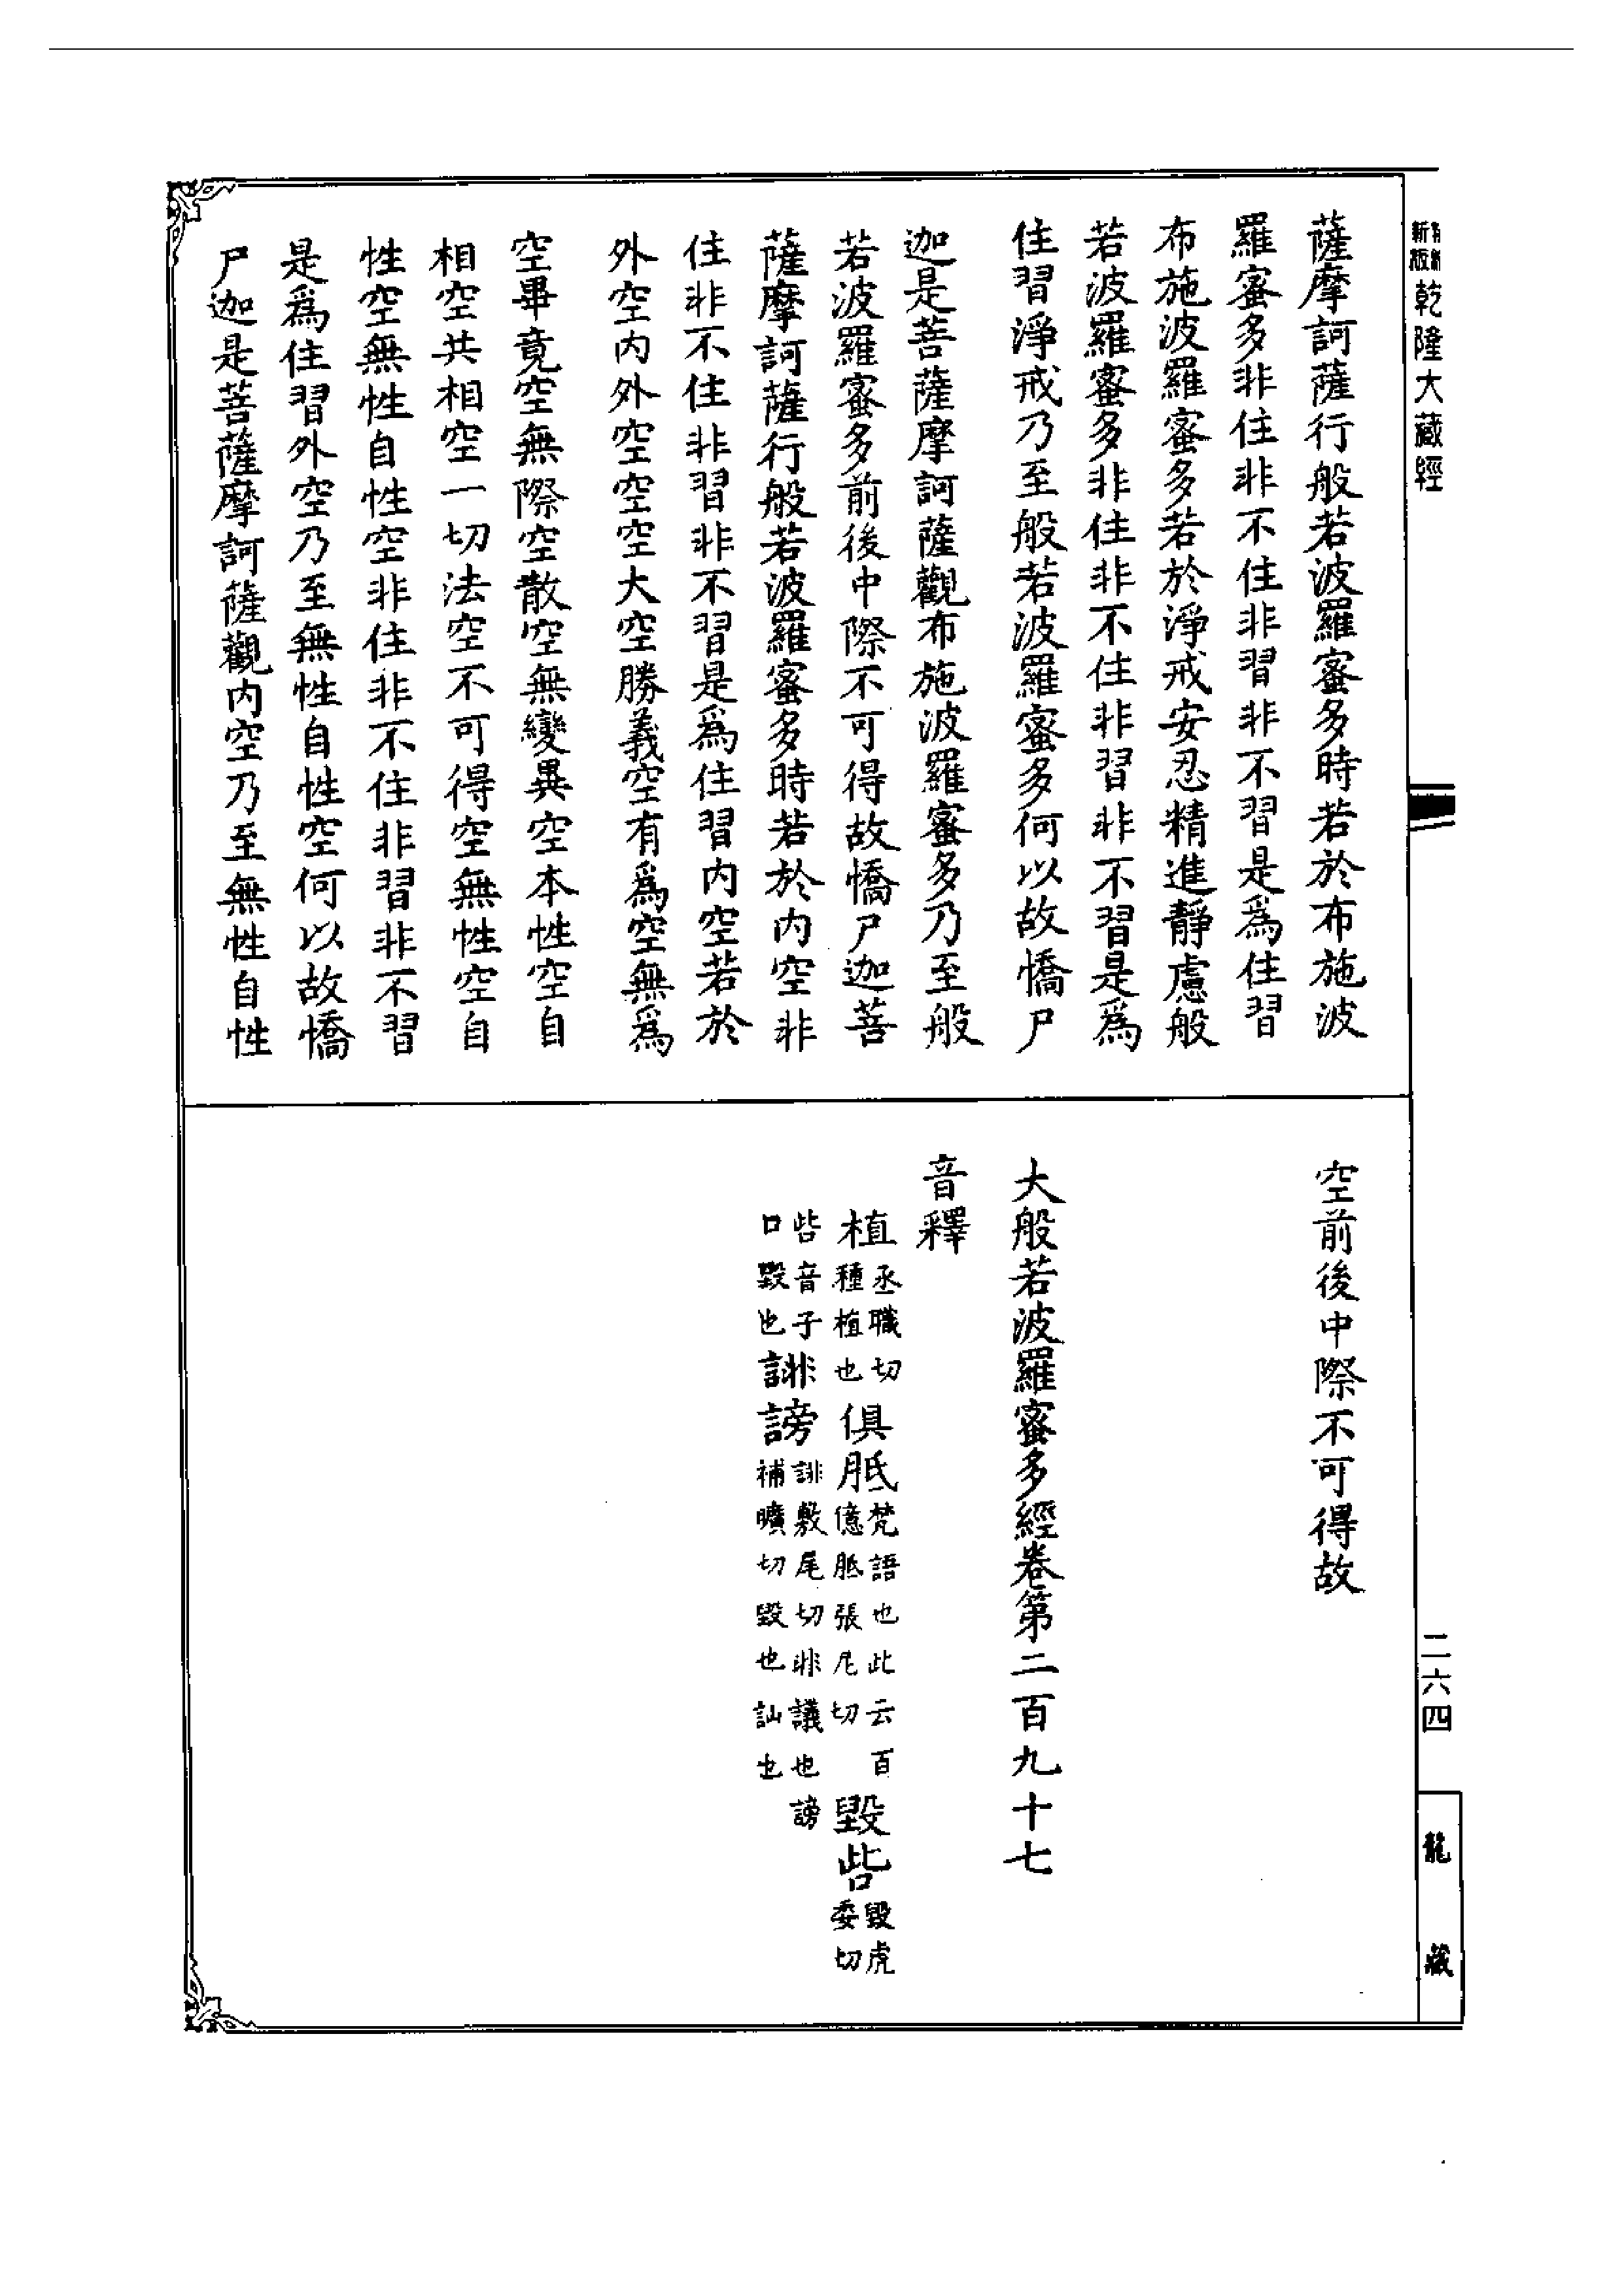 新版
乾隆大藏經
薩摩訶薩行般若波羅蜜多時若於布施波
羅蜜多非住非不住非習非不習是爲住習
布施波羅蜜多若於淨戒安忍精進靜慮般
若波羅蜜多非住非不住非習非不習是爲
住習淨戒乃至般若波羅蜜多何以故憍尸
迦是菩薩摩訶薩觀布施波羅蜜多乃至般
若波羅蜜多前後中際不可得故憍尸迦菩
薩摩訶薩行般若波羅蜜多時若於內空非
住非不住非習非不習是爲住習內空若於
外空內外空空空大空勝義空有爲空無爲
空畢竟空無際空散空無變異空本性空自
相空共相空一切法空不可得空無性空自
性空無性自性空非住非不住非習非不習
是爲住習外空乃至無性自性空何以故憍
尸迦是菩薩摩訶薩觀內空乃至無性自性
空前後中際不可得故
大般若波羅蜜多經卷第二百九十七
音釋
植丞職切種植也俱胝梵語也此云百億胝張尼切毀呰毀虎委切
呰音子口毀也誹謗誹敷尾切非議也謗補曠切毀也訕也
二六四
龍藏